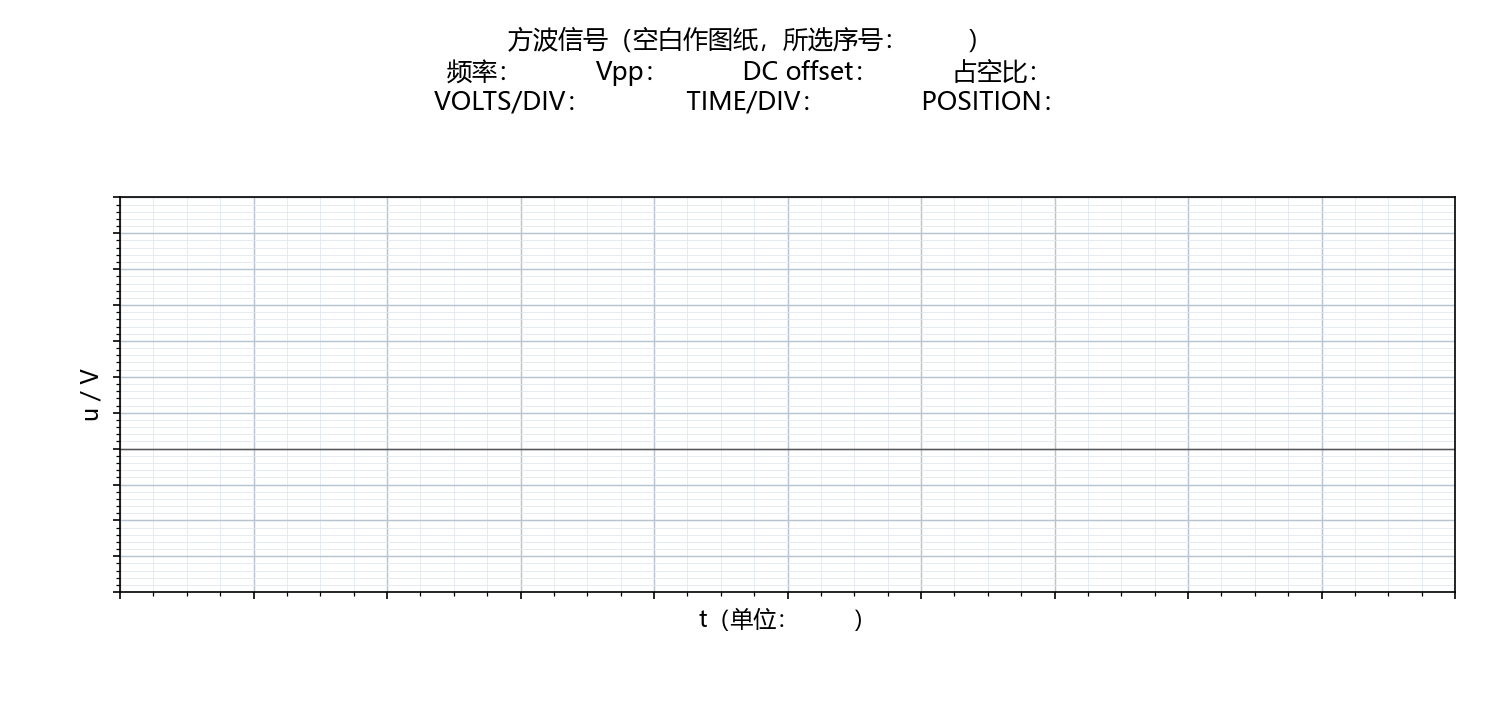 方波信号（空白作图纸，所选序号：　　　）
频率：　　　Vpp：　　　DC offset：　　　占空比：
VOLTS/DIV：　　　　TIME/DIV：　　　　POSITION：
u / V
t（单位：　　　）